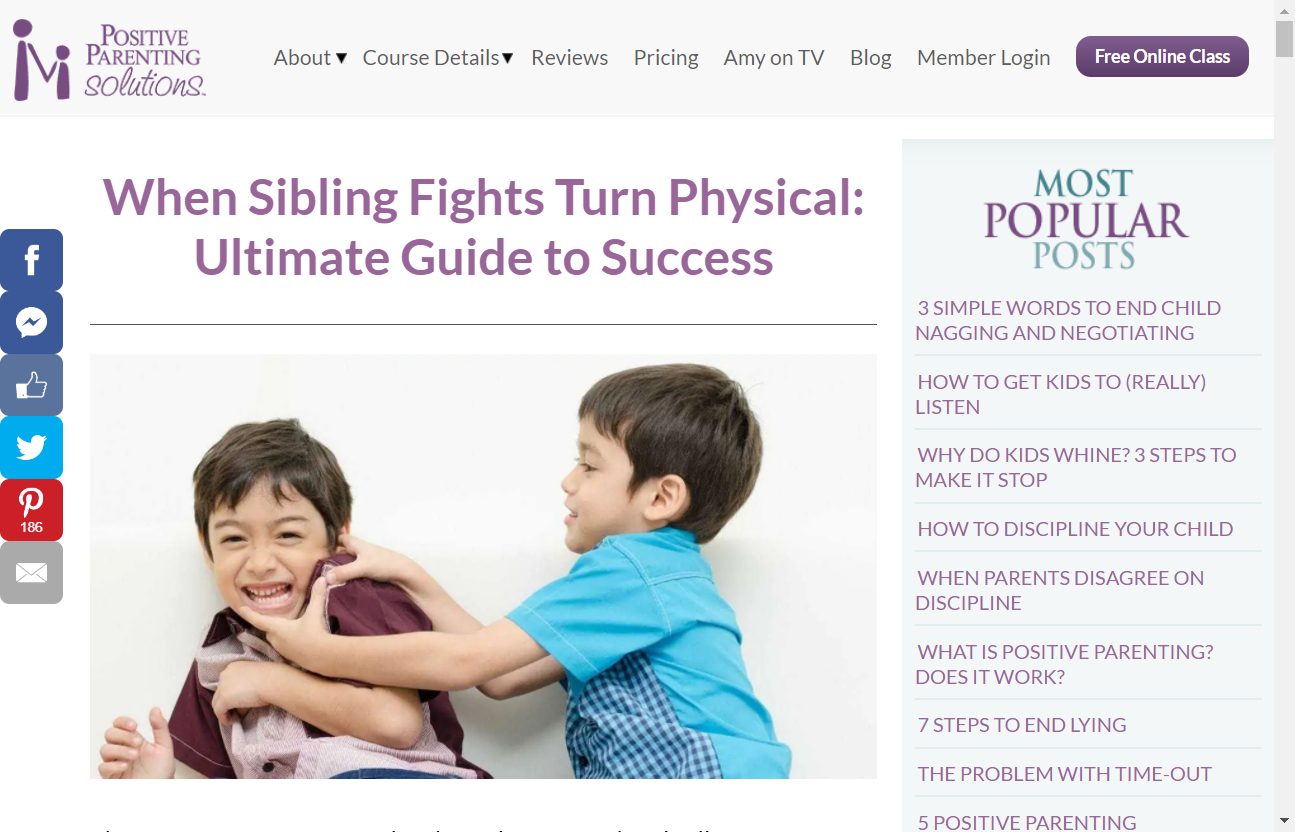 POSITIVE
PARENTING
solutions.
About ▼ Course Details▼ Reviews Pricing Amy on TV Blog Member Login Free Online Class
When Sibling Fights Turn Physical:
Ultimate Guide to Success
186
MOST
POPULAR
POSTS
3 SIMPLE WORDS TO END CHILD
NAGGING AND NEGOTIATING
HOW TO GET KIDS TO (REALLY)
LISTEN
WHY DO KIDS WHINE? 3 STEPS TO
MAKE IT STOP
HOW TO DISCIPLINE YOUR CHILD
WHEN PARENTS DISAGREE ON
DISCIPLINE
WHAT IS POSITIVE PARENTING?
DOES IT WORK?
7 STEPS TO END LYING
THE PROBLEM WITH TIME-OUT
5 POSITIVE PARENTING